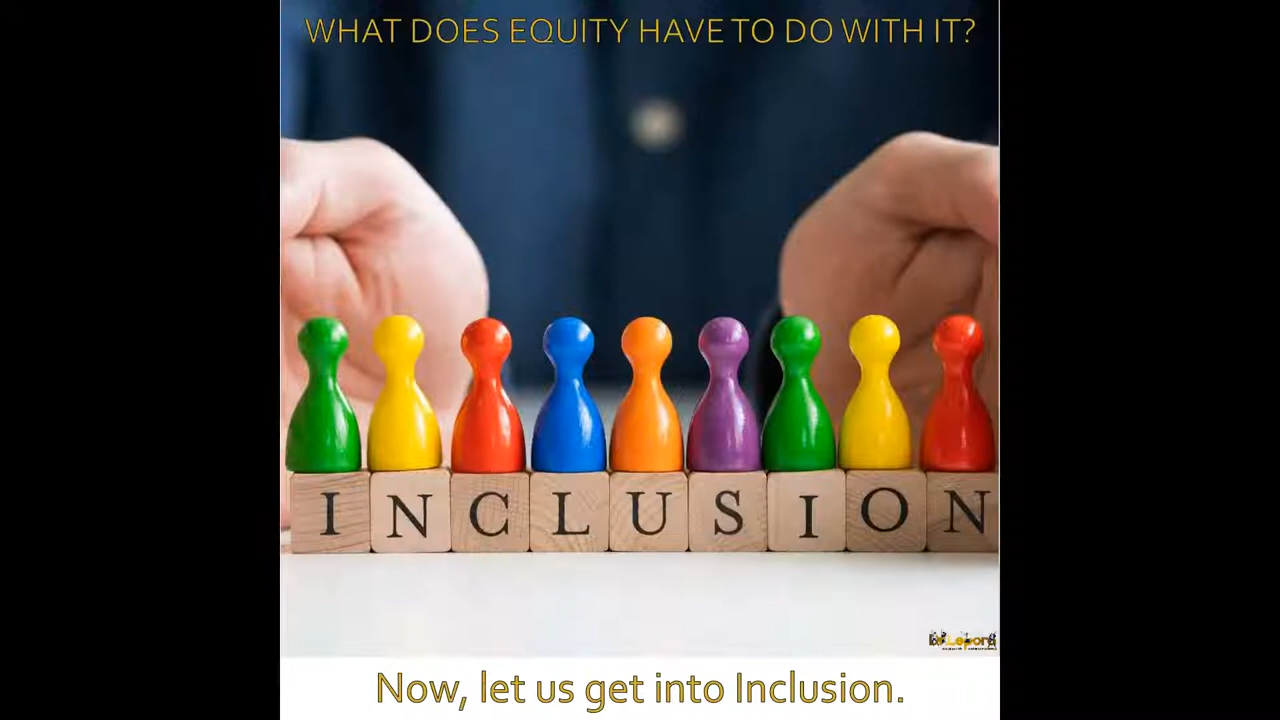 WHAT DOES EQUITY HAVE TO DO WITH IT?
INCLUSION
Now, let us get into Inclusion.